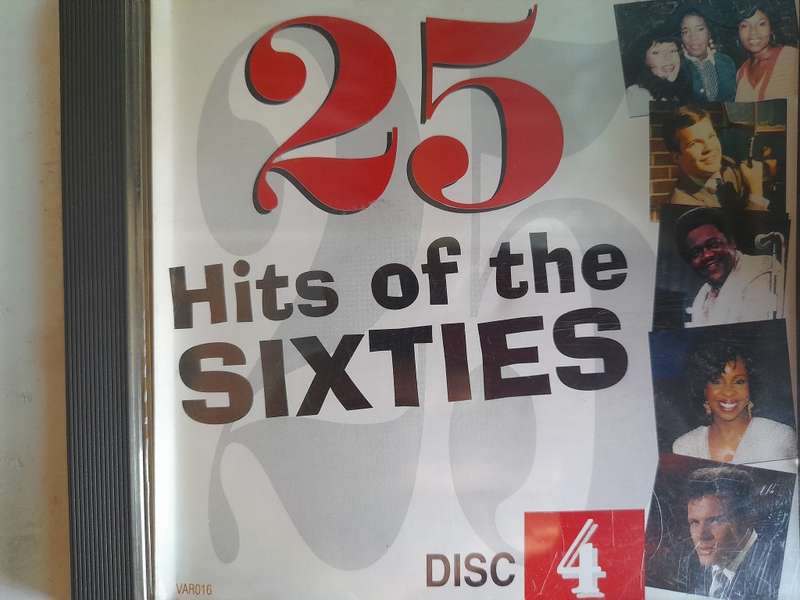 25
Hits of the
SIXTIES
DISC 4
VAR016